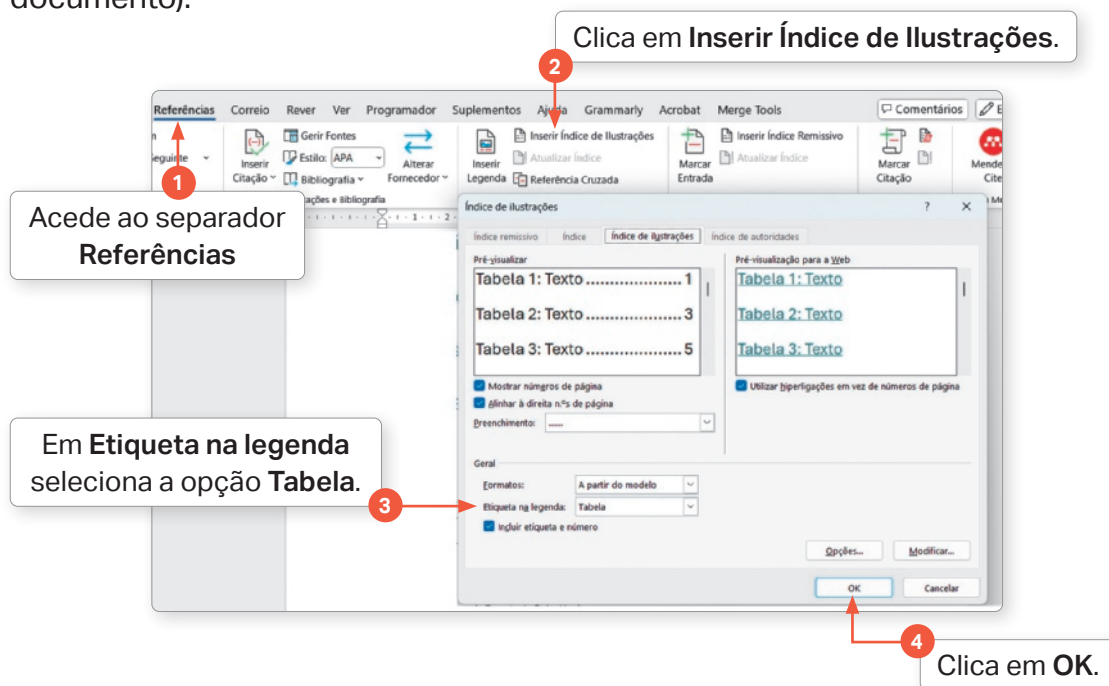 documento).
Clica em Inserir Índice de Ilustrações.
2
Referências Correio Rever Ver Programador Suplementos Ajuda Grammarly Acrobat Merge Tools Comentários
Inserir Citação
Gerir Fontes
Estilo: APA
Bibliografia
Alterar Fornecedor
Inserir Legenda
Inserir Índice de Ilustrações
Atualizar Índice
Referência Cruzada
Marcar Entrada
Inserir Índice Remissivo
Atualizar Índice
Marcar Citação
1
Acede ao separador
Referências
Índice de ilustrações ? X
Índice remissivo Índice Índice de ilustrações Índice de autoridades
Pré-visualizar
Tabela 1: Texto.....................1
Tabela 2: Texto.....................3
Tabela 3: Texto.....................5
Pré-visualização para a Web
Tabela 1: Texto
Tabela 2: Texto
Tabela 3: Texto
Mostrar números de página
Alinhar à direita n.ºs de página
Preenchimento: ......
Utilizar hiperligações em vez de números de página
Em Etiqueta na legenda
seleciona a opção Tabela.
3
Geral
Formatos: A partir do modelo
Etiqueta na legenda: Tabela
Incluir etiqueta e número
Opções... Modificar...
OK Cancelar
4
Clica em OK.